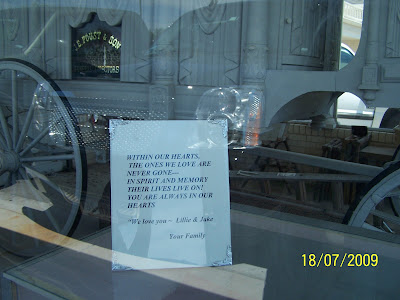 & SON
WITHIN OUR HEARTS,
THE ONES WE LOVE ARE
NEVER GONE---
IN SPIRIT AND MEMORY
THEIR LIVES LIVE ON!
YOU ARE ALWAYS IN OUR
HEARTS
"We love you ~ Lillie & Jake
Your Family
18/07/2009